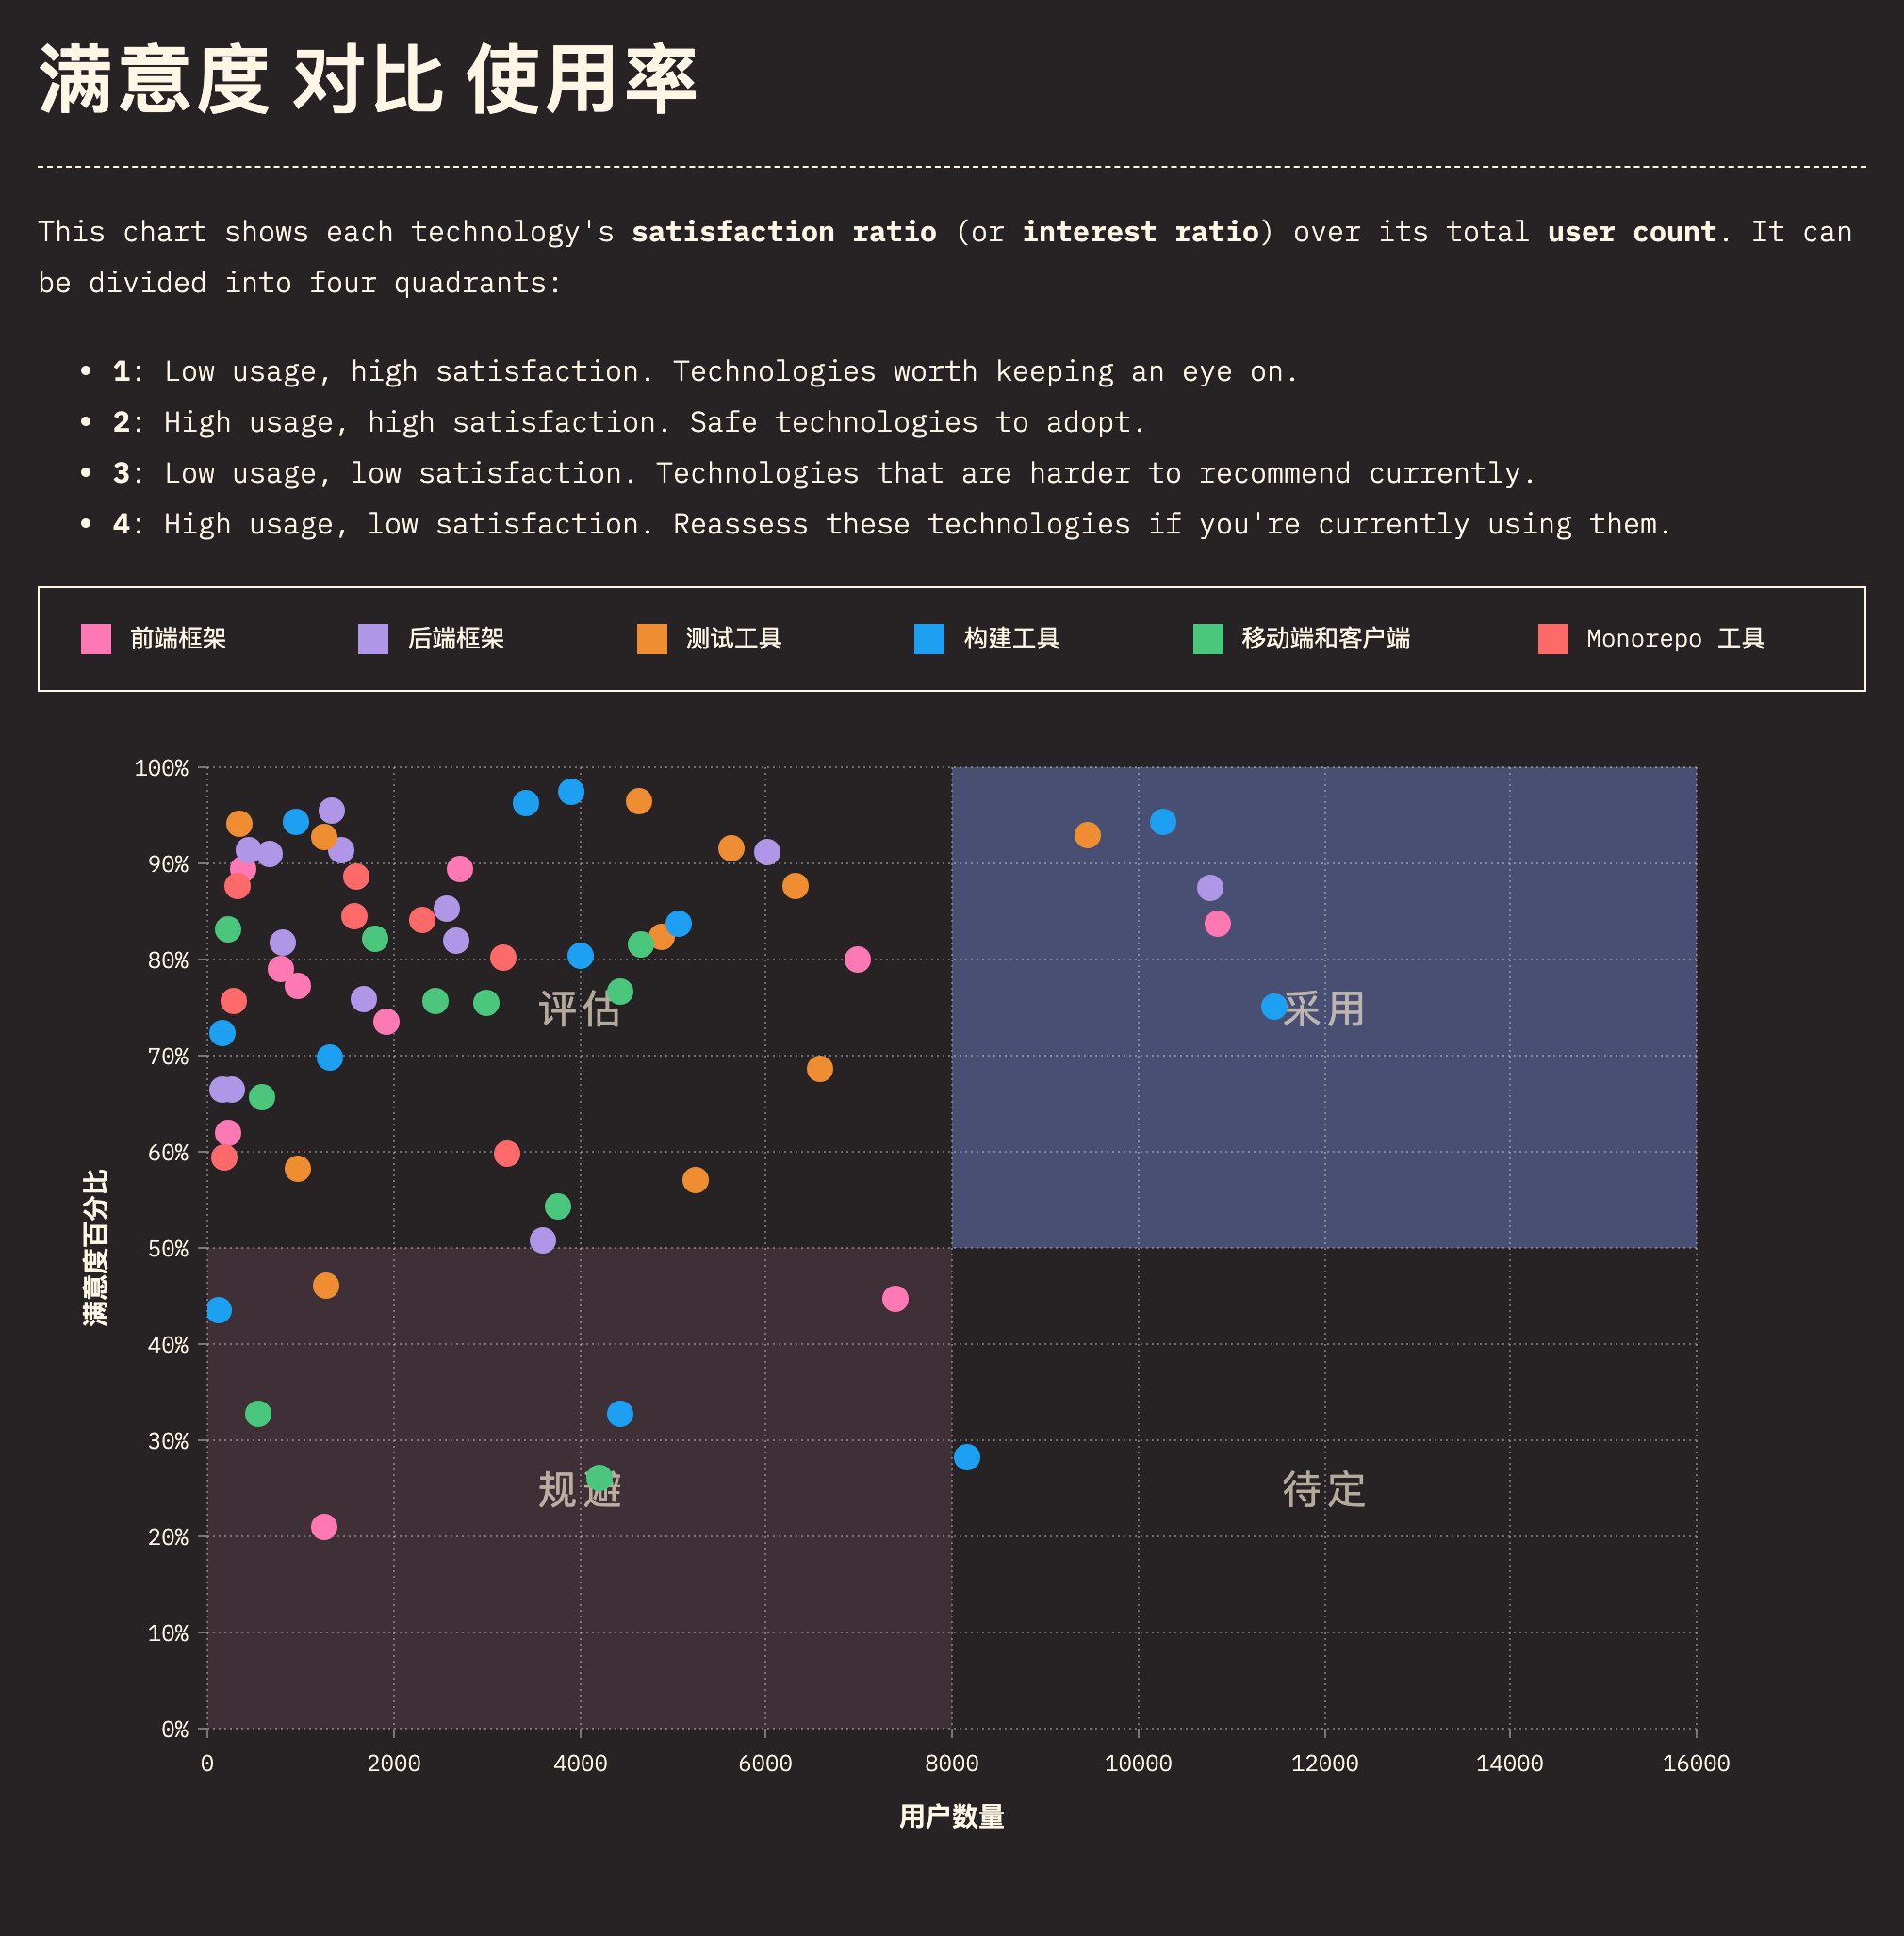 满意度 对比 使用率
This chart shows each technology's satisfaction ratio (or interest ratio) over its total user count. It can
be divided into four quadrants:
• 1: Low usage, high satisfaction. Technologies worth keeping an eye on.
• 2: High usage, high satisfaction. Safe technologies to adopt.
• 3: Low usage, low satisfaction. Technologies that are harder to recommend currently.
• 4: High usage, low satisfaction. Reassess these technologies if you're currently using them.
前端框架 后端框架 测试工具 构建工具 移动端和客户端 Monorepo 工具
100%
90%
80%
评估 采用
70%
60%
满意度百分比
50%
40%
30%
规避 待定
20%
10%
0%
0 2000 4000 6000 8000 10000 12000 14000 16000
用户数量